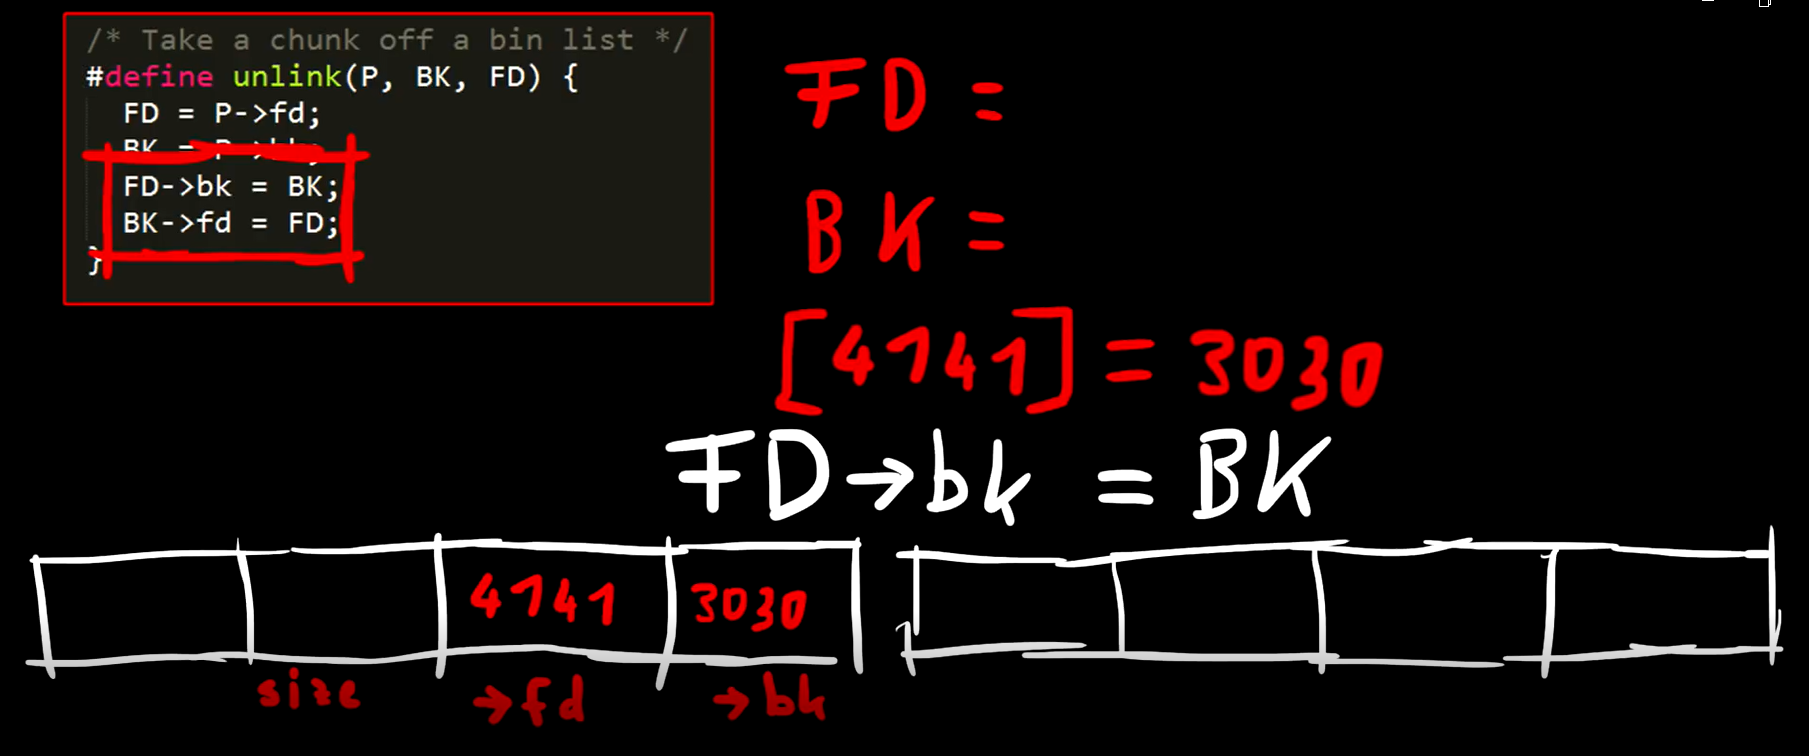 /* Take a chunk off a bin list */
#define unlink(P, BK, FD) {
FD = P->fd;
BK = P->bk;
FD->bk = BK;
BK->fd = FD;
}
FD =
BK =
[4141] = 3030
FD→bk = BK
4141 3030
size →fd →bk